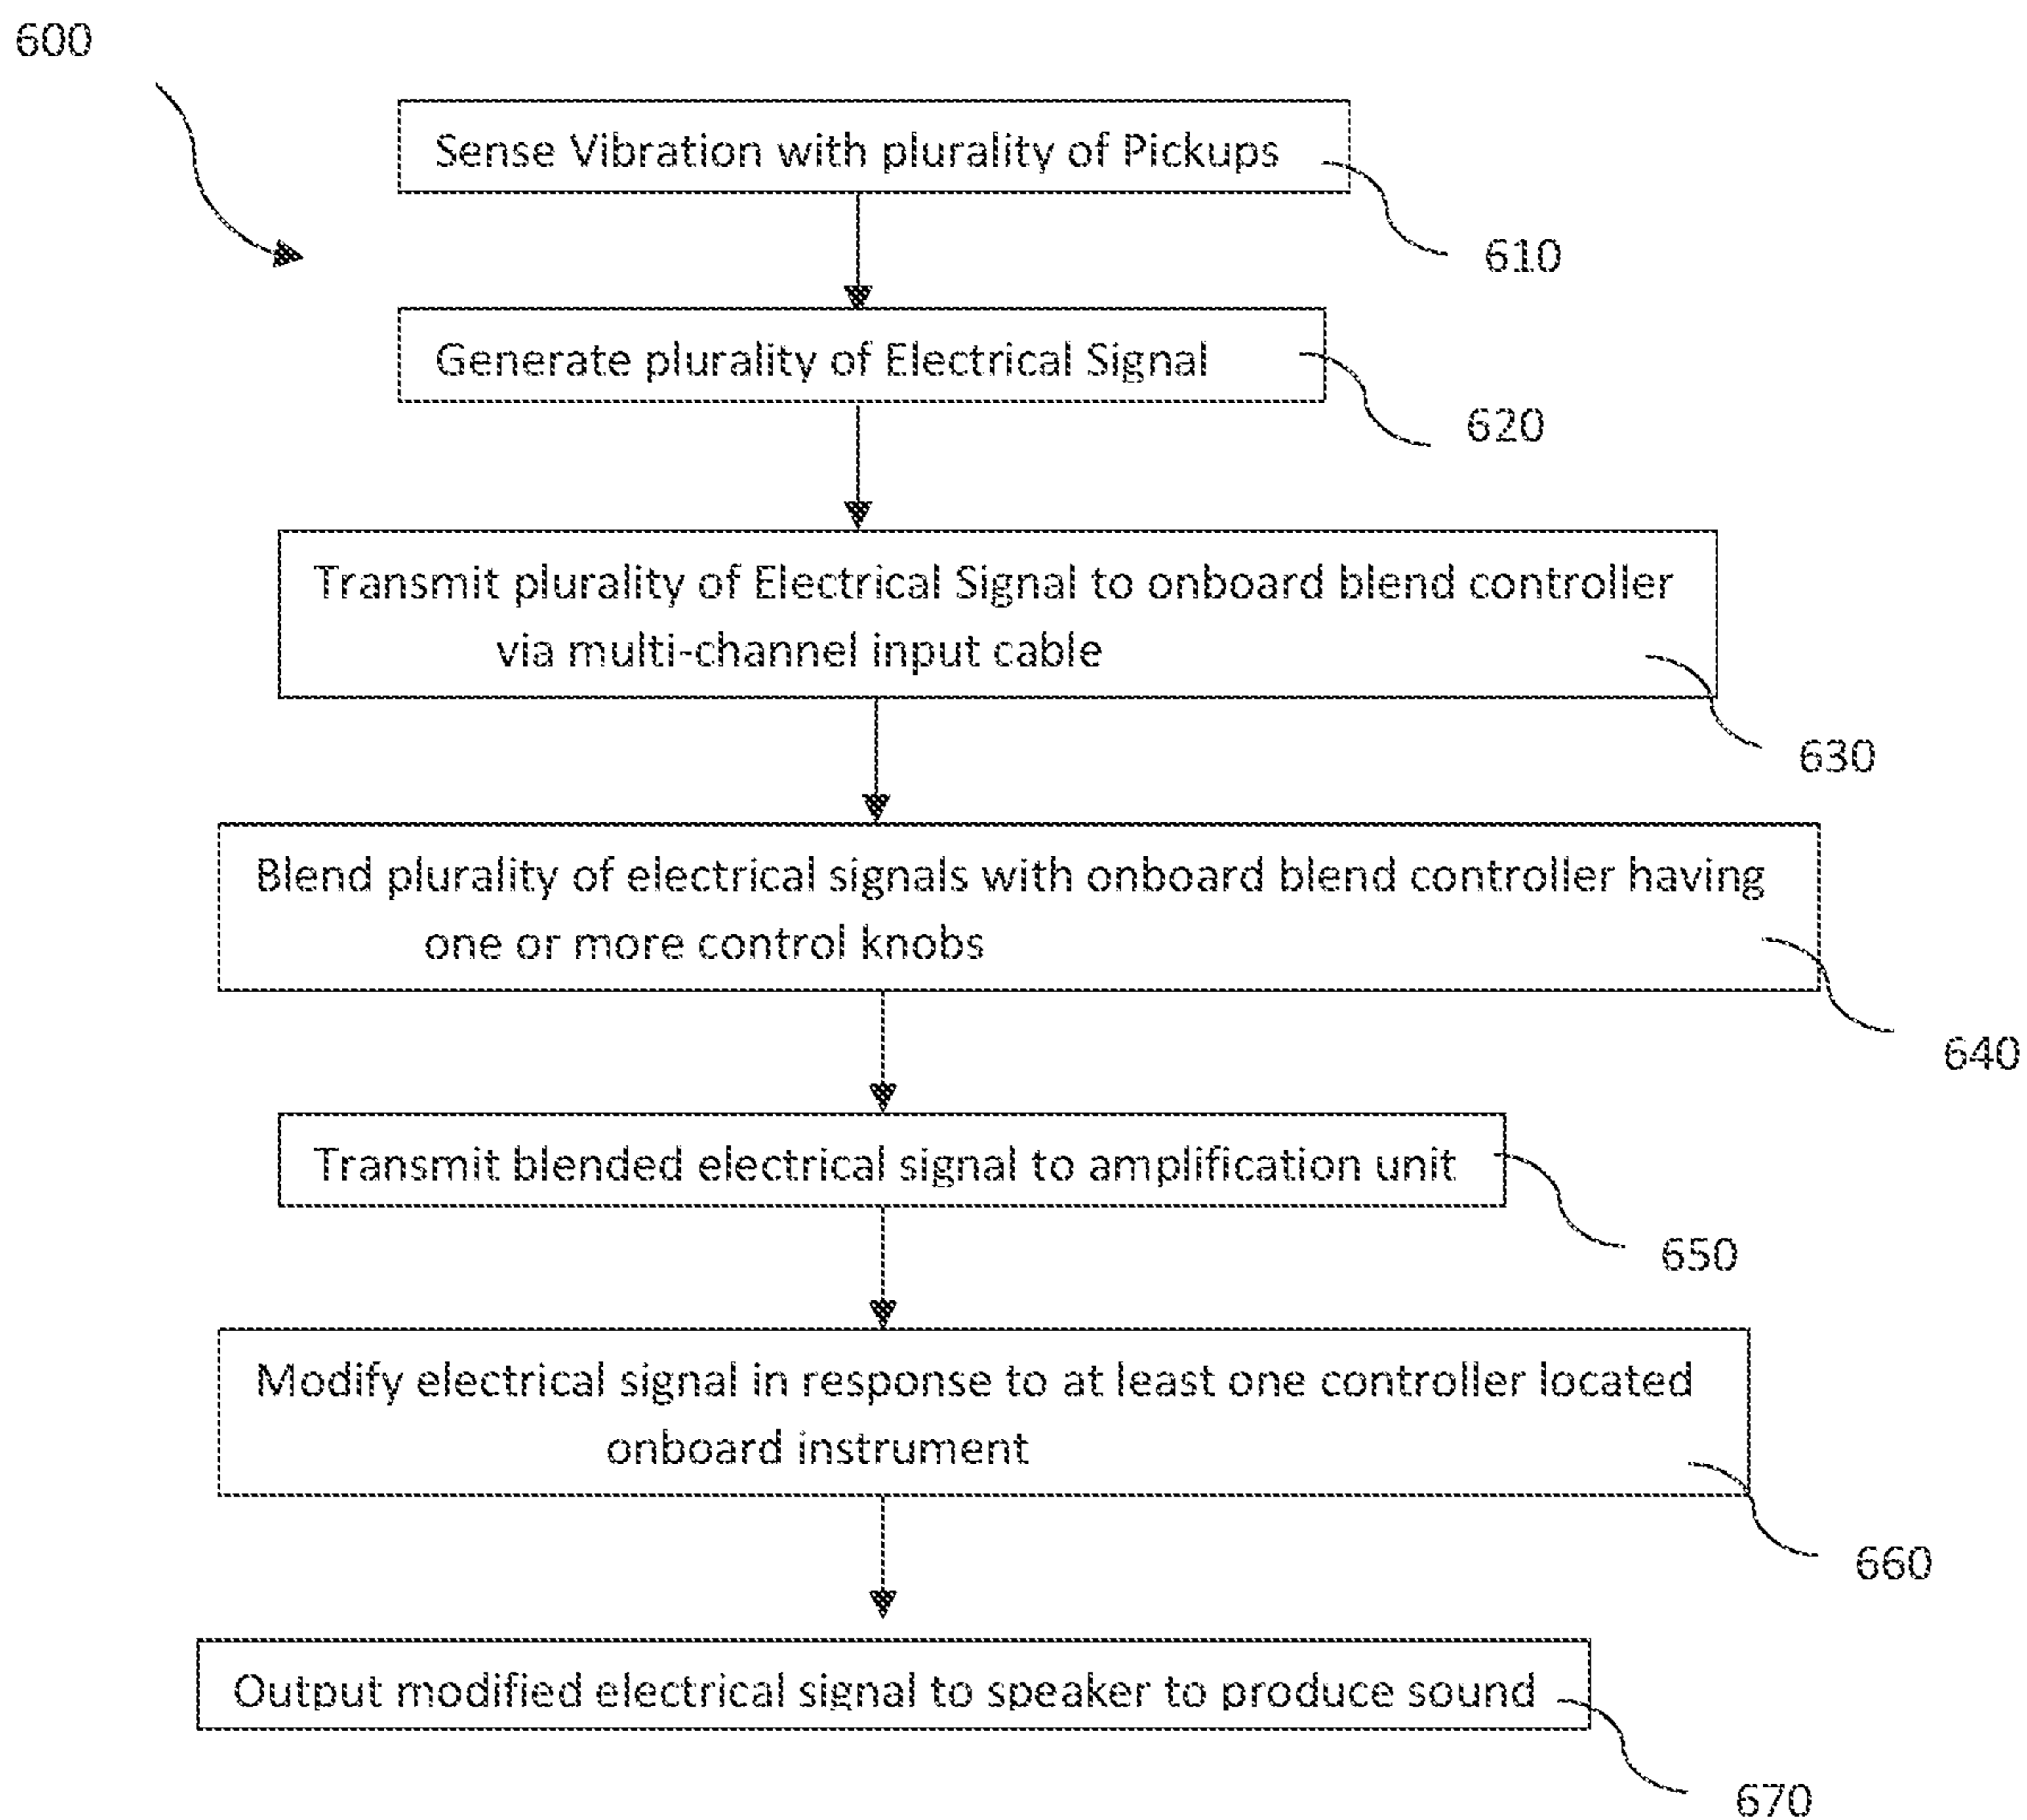 600
Sense Vibration with plurality of Pickups
610
Generate plurality of Electrical Signal
620
Transmit plurality of Electrical Signal to onboard blend controller
via multi-channel input cable
630
Blend plurality of electrical signals with onboard blend controller having
one or more control knobs
640
Transmit blended electrical signal to amplification unit
650
Modify electrical signal in response to at least one controller located
onboard instrument
660
Output modified electrical signal to speaker to produce sound
670